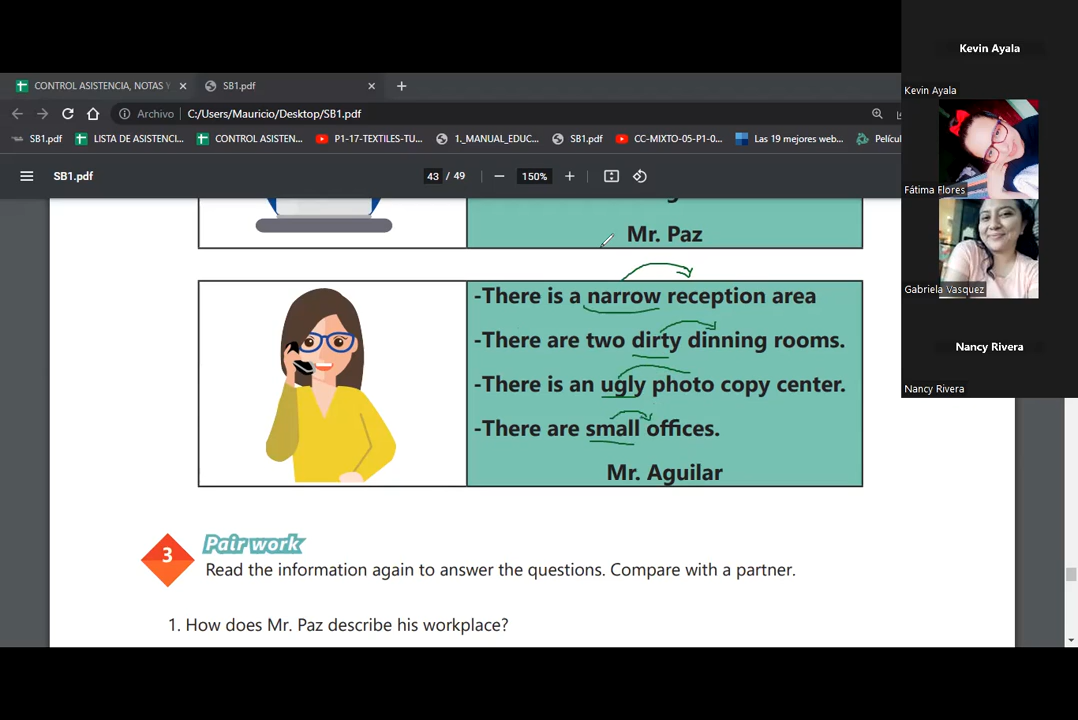 Kevin Ayala
CONTROL ASISTENCIA, NOTAS Y
SB1.pdf
Archivo
C:/Users/Mauricio/Desktop/SB1.pdf
Kevin Ayala
SB1.pdf
LISTA DE ASISTENCI...
CONTROL ASISTEN...
P1-17-TEXTILES-TU...
1._MANUAL_EDUC...
SB1.pdf
CC-MIXTO-05-P1-0...
Las 19 mejores web...
Películ
SB1.pdf
43 / 49
150%
Fátima Flores
Mr. Paz
Gabriela Vasquez
-There is a narrow reception area
-There are two dirty dinning rooms.
Nancy Rivera
-There is an ugly photo copy center.
Nancy Rivera
-There are small offices.
Mr. Aguilar
3
Pair work
Read the information again to answer the questions. Compare with a partner.
1. How does Mr. Paz describe his workplace?